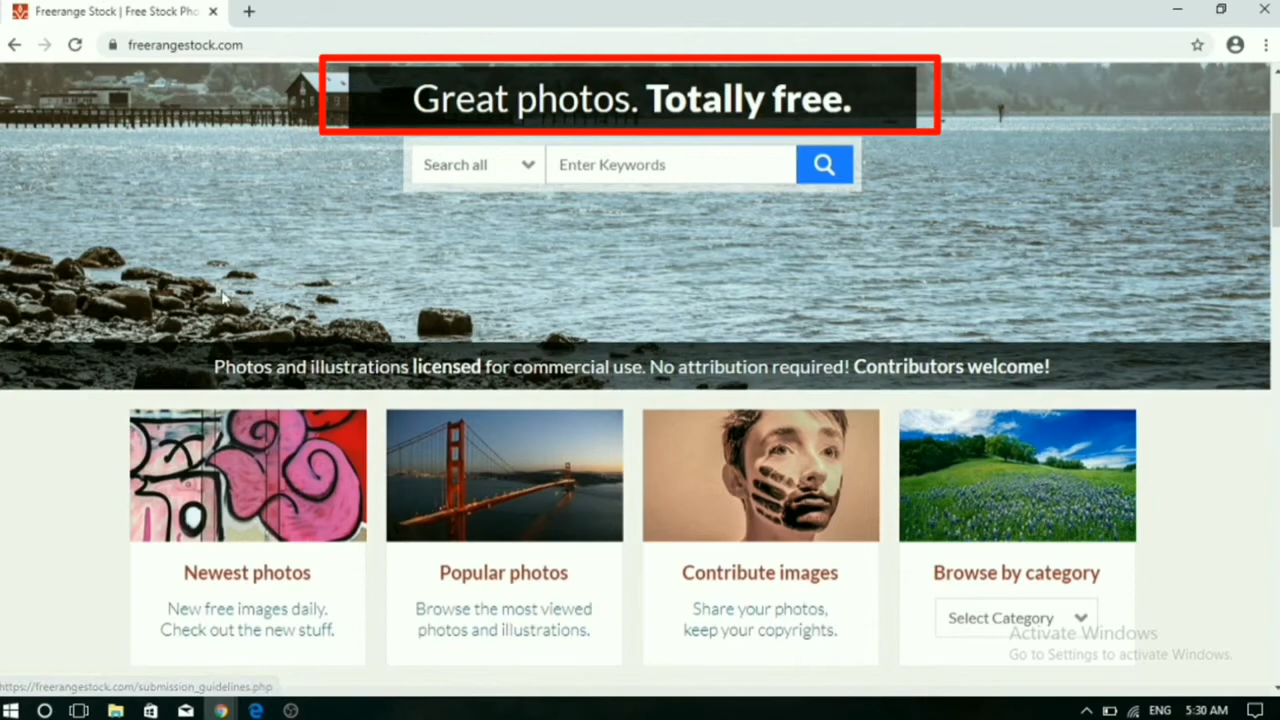 Freerange Stock | Free Stock Pho
freerangestock.com
Great photos. Totally free.
Search all
Enter Keywords
Photos and illustrations licensed for commercial use. No attribution required! Contributors welcome!
Newest photos
New free images daily.
Check out the new stuff.
Popular photos
Browse the most viewed
photos and illustrations.
Contribute images
Share your photos,
keep your copyrights.
Browse by category
Select Category
Activate Windows
Go to Settings to activate Windows.
https://freerangestock.com/submission_guidelines.php
ENG
5:30 AM